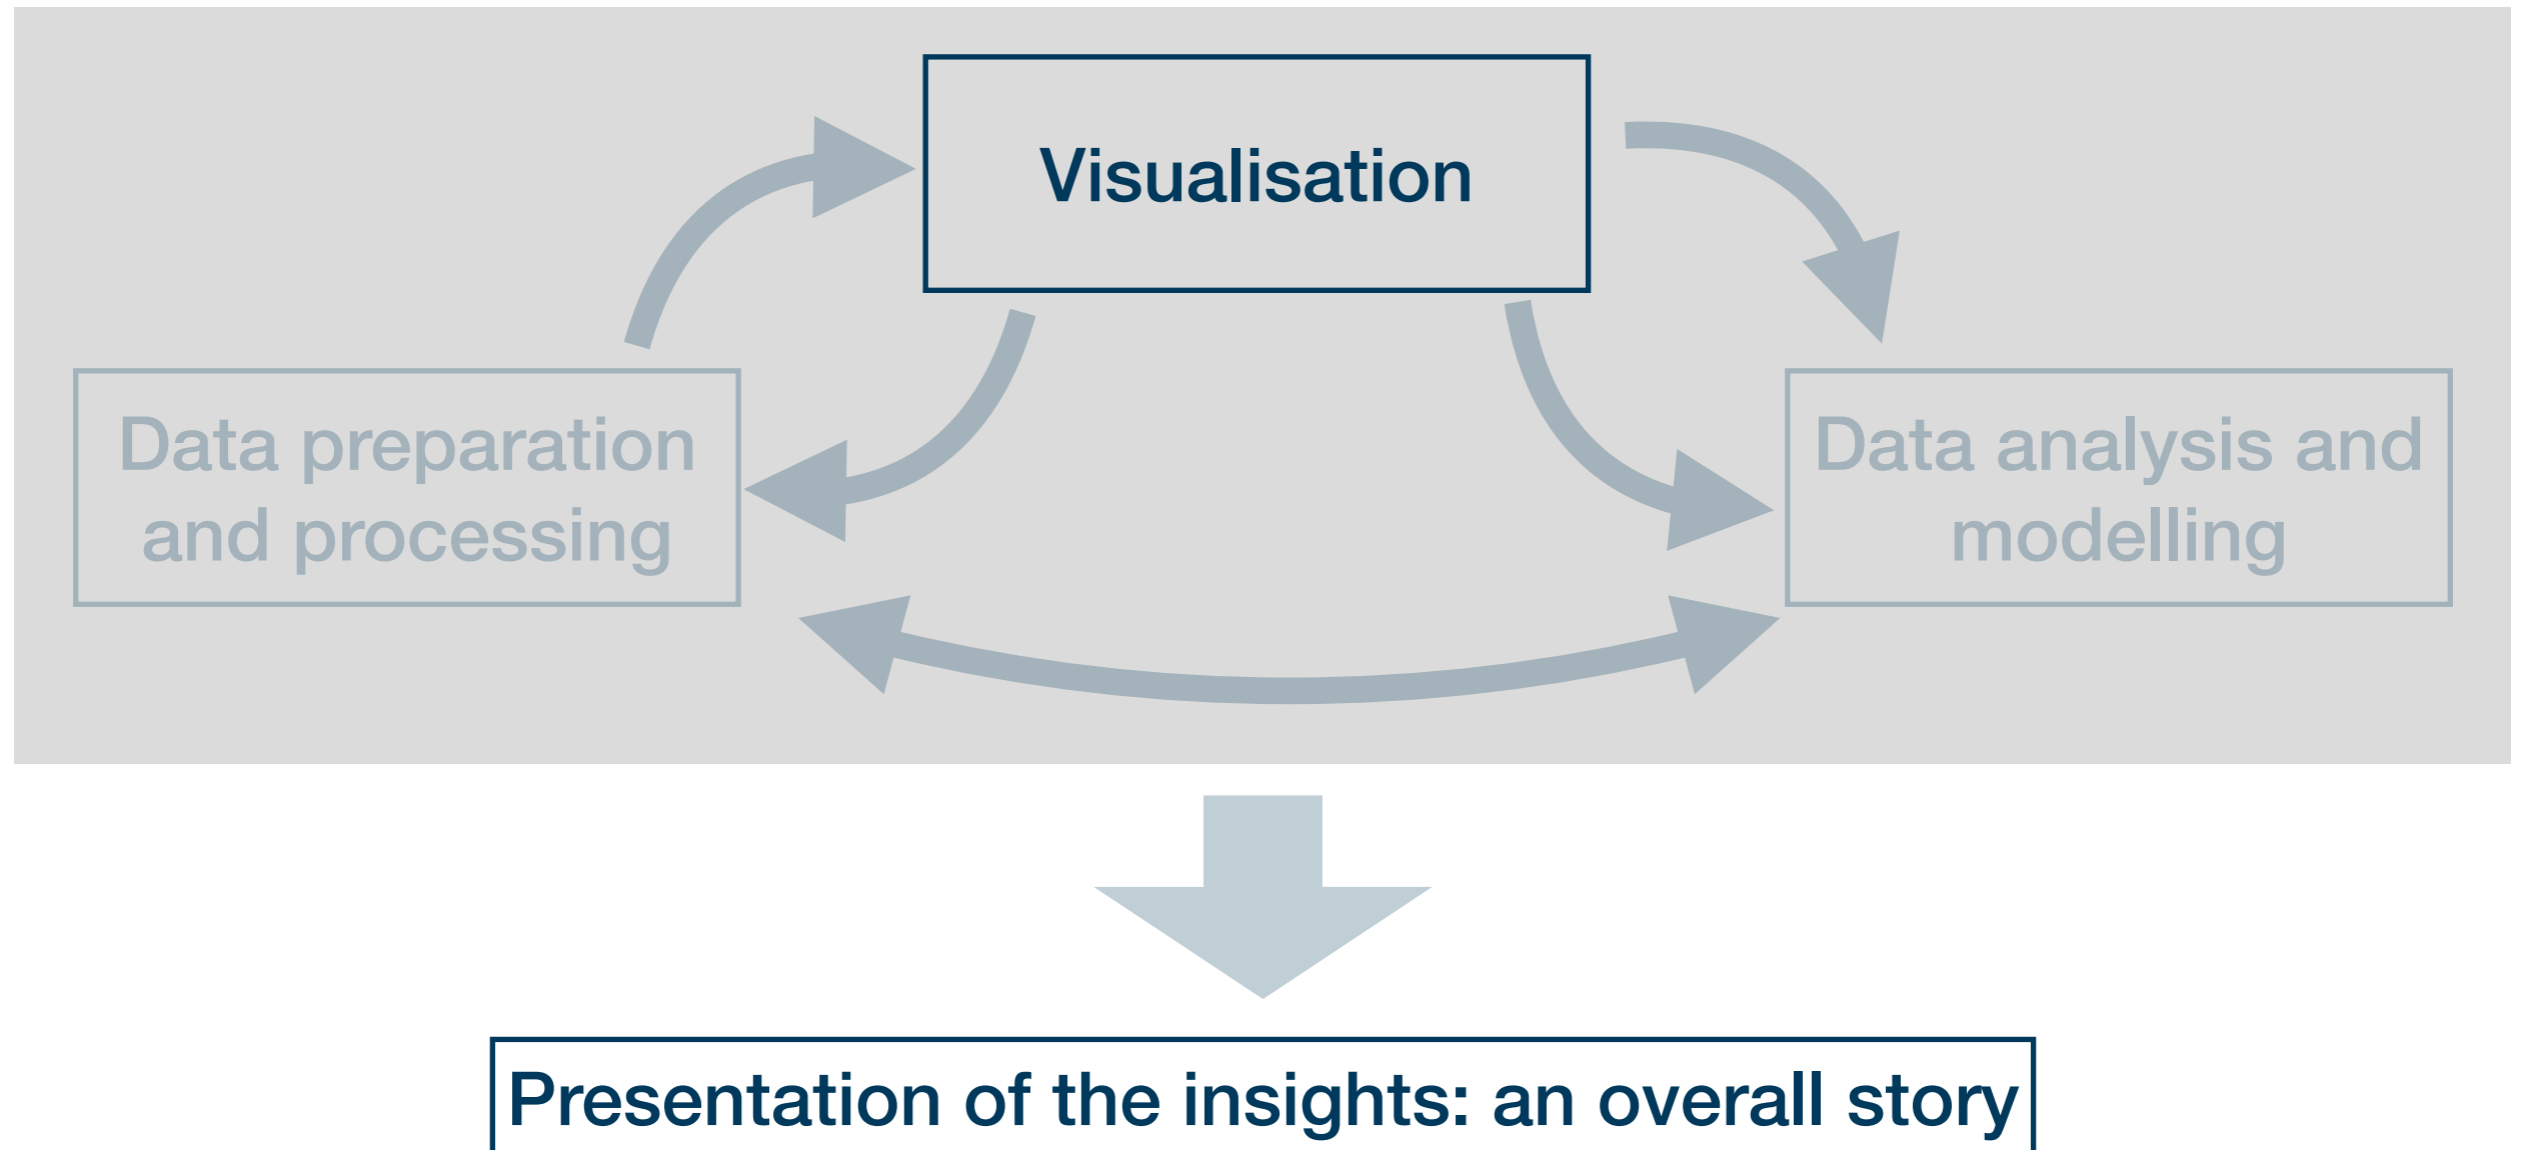 Visualisation
Data preparation
and processing
Data analysis and
modelling
Presentation of the insights: an overall story